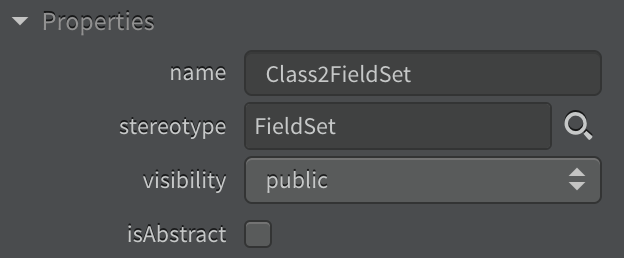 Properties
name Class2FieldSet
stereotype FieldSet
visibility public
isAbstract